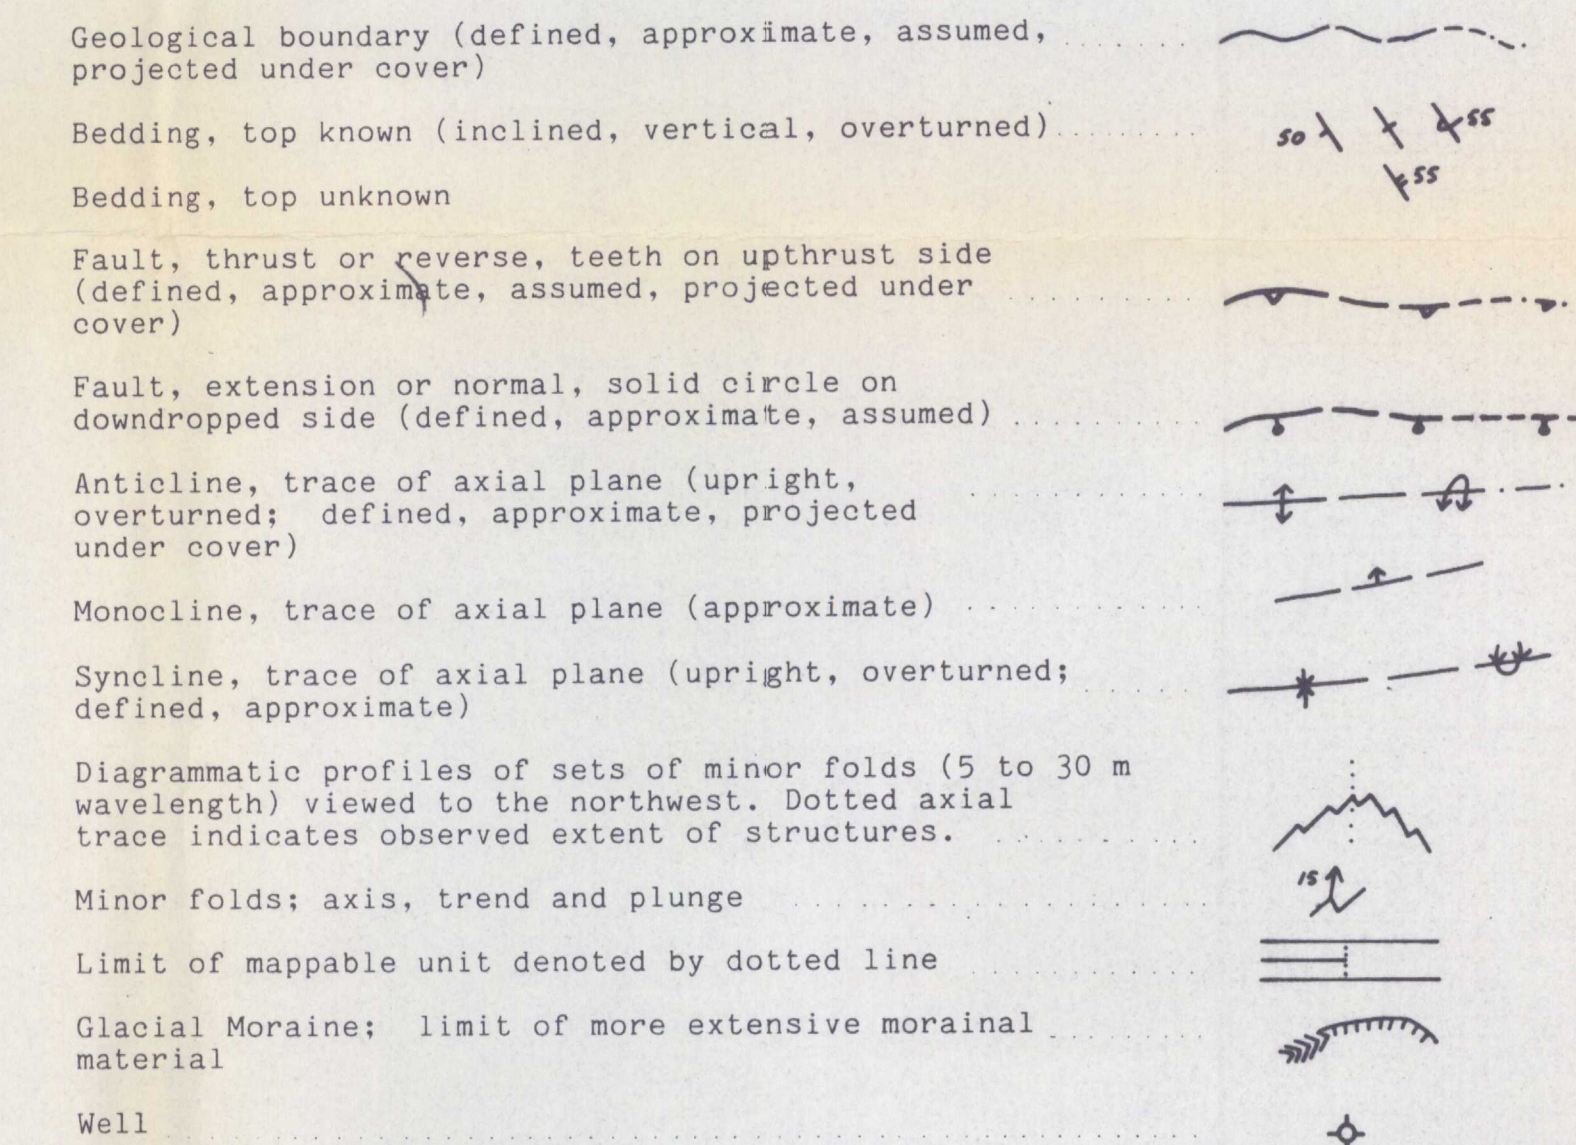 Geological boundary (defined, approximate, assumed,
projected under cover)
Bedding, top known (inclined, vertical, overturned)
50 55
55
Bedding, top unknown
Fault, thrust or reverse, teeth on upthrust side
(defined, approximate, assumed, projected under
cover)
Fault, extension or normal, solid circle on
downdropped side (defined, approximate, assumed)
Anticline, trace of axial plane (upright,
overturned; defined, approximate, projected
under cover)
Monocline, trace of axial plane (approximate)
Syncline, trace of axial plane (upright, overturned;
defined, approximate)
Diagrammatic profiles of sets of minor folds (5 to 30 m
wavelength) viewed to the northwest. Dotted axial
trace indicates observed extent of structures.
15
Minor folds; axis, trend and plunge
Limit of mappable unit denoted by dotted line
Glacial Moraine; limit of more extensive morainal
material
Well